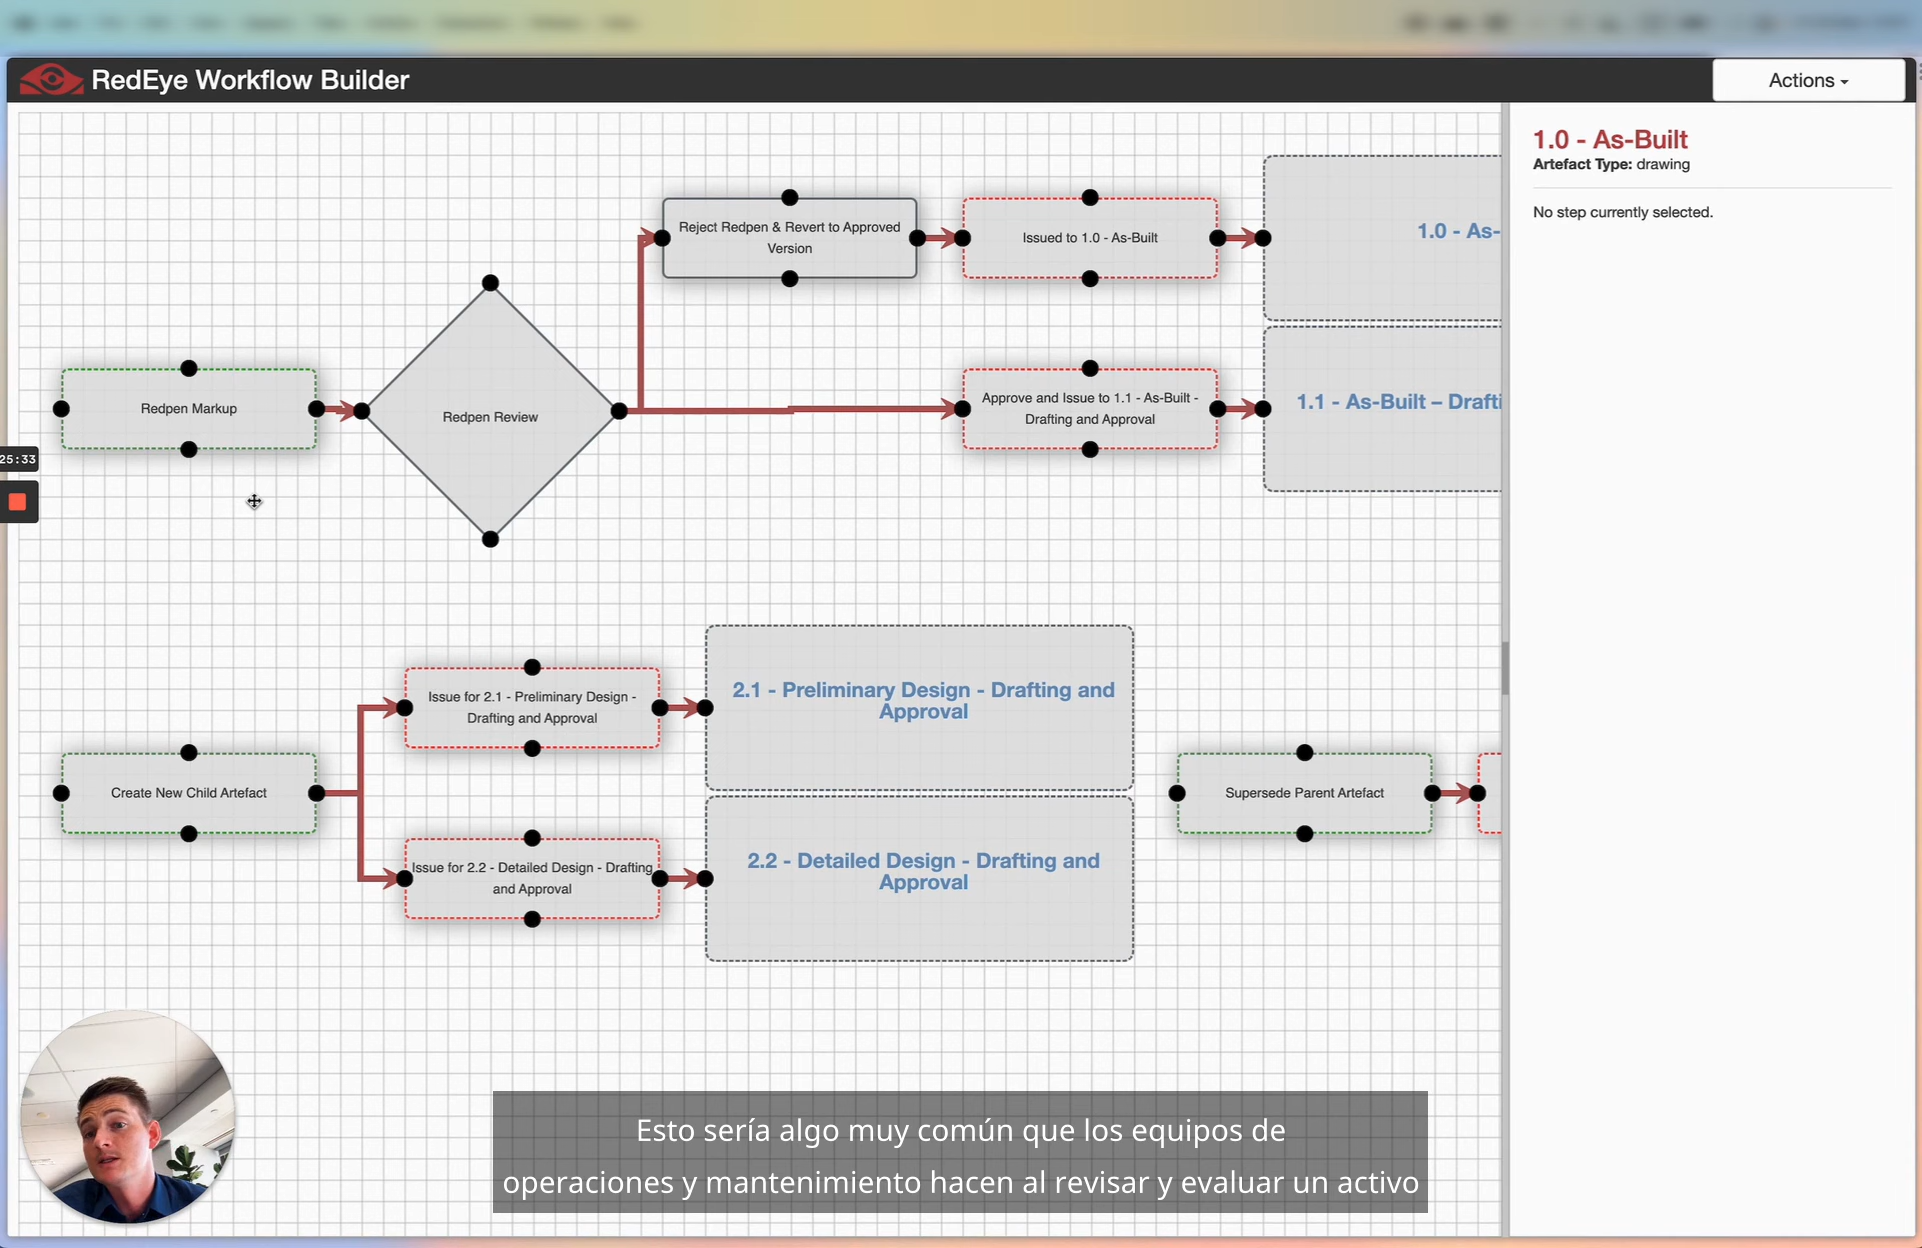 RedEye Workflow Builder
Actions
1.0 - As-Built
Artefact Type: drawing
No step currently selected.
Reject Redpen & Revert to Approved
Version
Issued to 1.0 - As-Built
1.0 - As-
Redpen Markup
Redpen Review
Approve and Issue to 1.1 - As-Built -
Drafting and Approval
1.1 - As-Built – Drafti
25:33
Issue for 2.1 - Preliminary Design -
Drafting and Approval
2.1 - Preliminary Design - Drafting and
Approval
Create New Child Artefact
Supersede Parent Artefact
Issue for 2.2 - Detailed Design - Drafting
and Approval
2.2 - Detailed Design - Drafting and
Approval
Esto sería algo muy común que los equipos de
operaciones y mantenimiento hacen al revisar y evaluar un activo